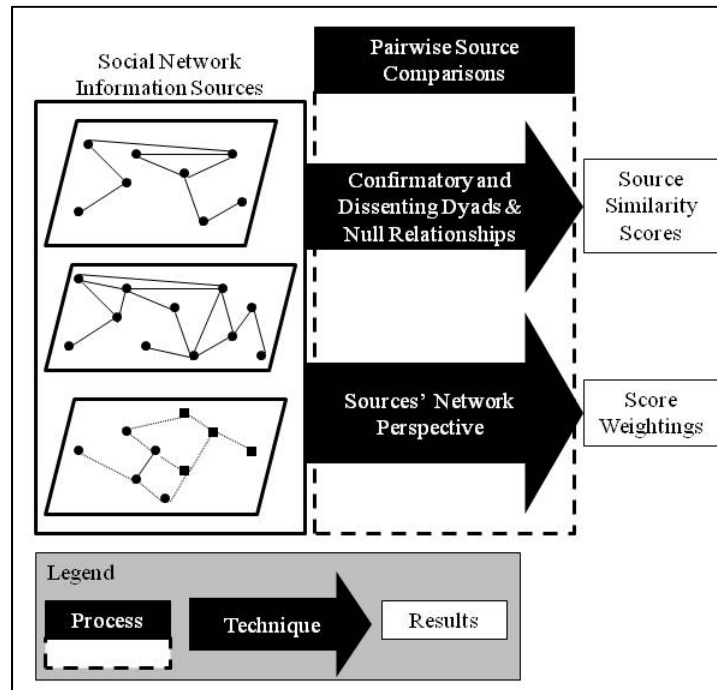 Social Network
Information Sources
Pairwise Source
Comparisons
Confirmatory and
Dissenting Dyads &
Null Relationships
Source
Similarity
Scores
Sources' Network
Perspective
Score
Weightings
Legend
Process
Technique
Results